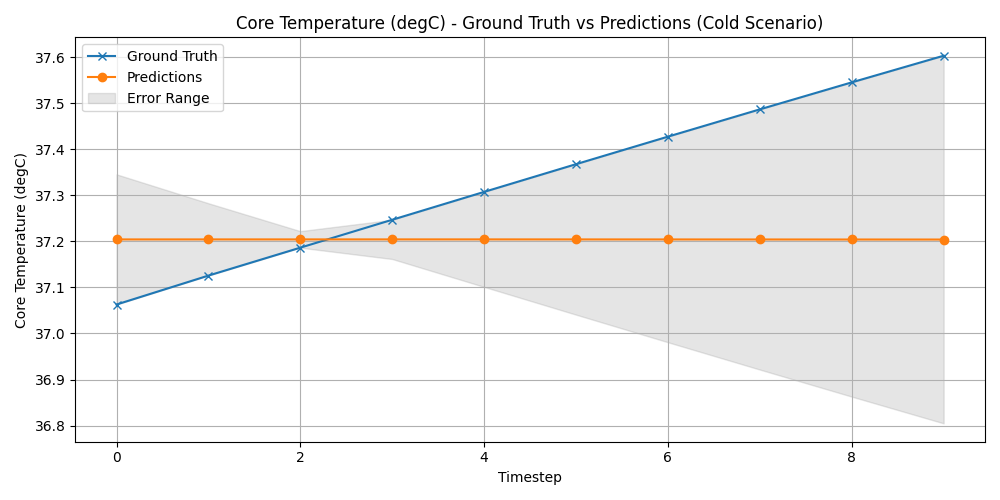 Core Temperature (degC) - Ground Truth vs Predictions (Cold Scenario)
Ground Truth
Predictions
Error Range
37.6
37.5
37.4
37.3
37.2
37.1
37.0
36.9
36.8
Core Temperature (degC)
0 2 4 6 8
Timestep